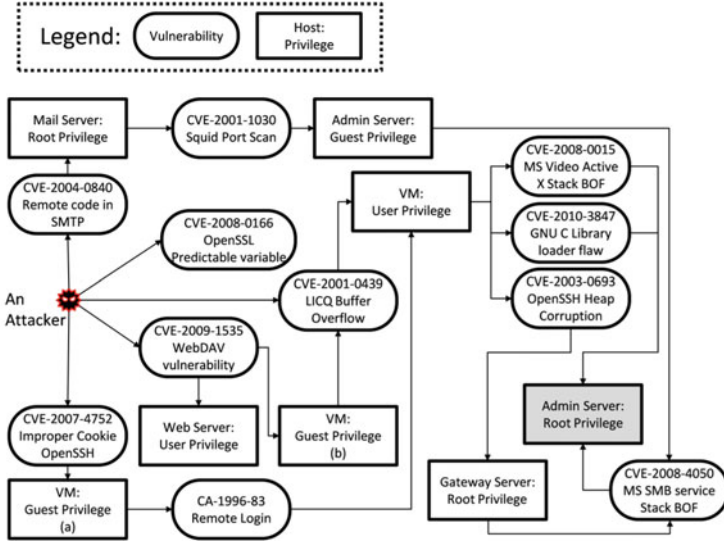 Legend:
Vulnerability
Host:
Privilege
Mail Server:
Root Privilege
CVE-2001-1030
Squid Port Scan
Admin Server:
Guest Privilege
CVE-2008-0015
MS Video Active
X Stack BOF
CVE-2004-0840
Remote code in
SMTP
CVE-2008-0166
OpenSSL
Predictable variable
VM:
User Privilege
CVE-2010-3847
GNU C Library
loader flaw
An
Attacker
CVE-2001-0439
LICQ Buffer
Overflow
CVE-2003-0693
OpenSSH Heap
Corruption
CVE-2009-1535
WebDAV
vulnerability
CVE-2007-4752
Improper Cookie
OpenSSH
Web Server:
User Privilege
VM:
Guest Privilege
(b)
Admin Server:
Root Privilege
VM:
Guest Privilege
(a)
CA-1996-83
Remote Login
Gateway Server:
Root Privilege
CVE-2008-4050
MS SMB service
Stack BOF